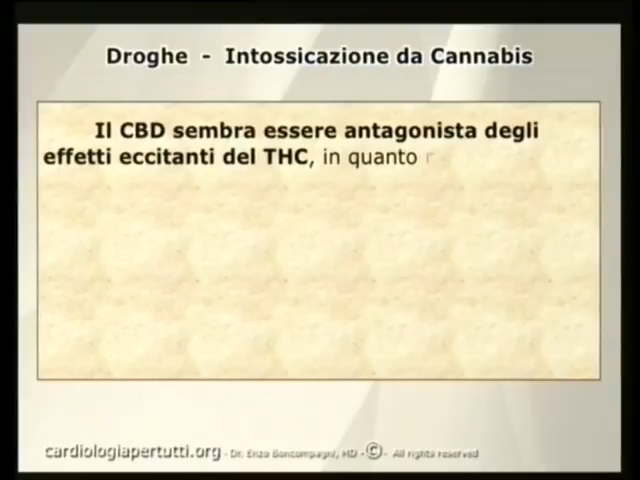 Droghe - Intossicazione da Cannabis
Il CBD sembra essere antagonista degli
effetti eccitanti del THC, in quanto
cardiologiapertutti.org - Dr. Enzo Boncompagni, MD - © - All rights reserved